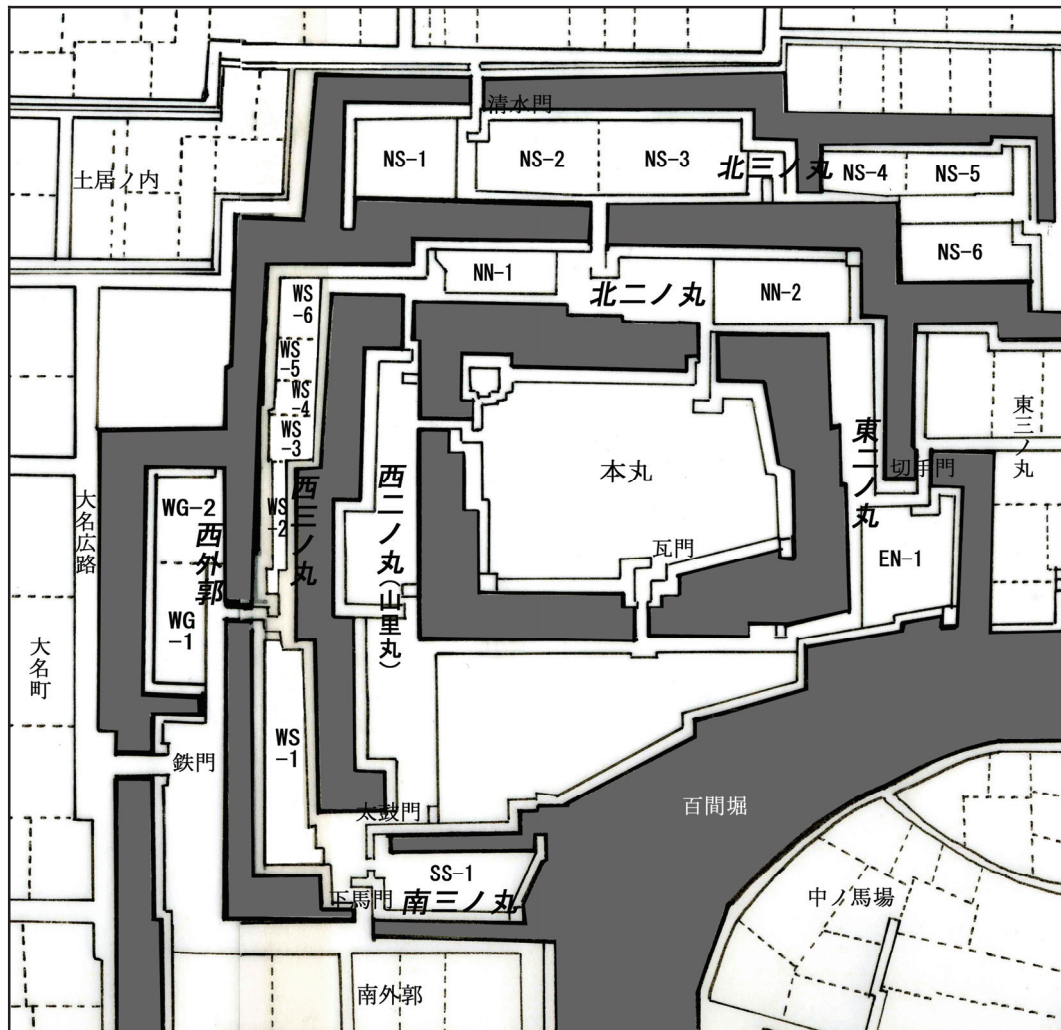 清水門
NS-1
NS-2
NS-3
北三ノ丸
NS-4
NS-5
土居ノ内
NS-6
NN-1
北二ノ丸
NN-2
WS
-6
WS
-5
WS
-4
WS
-3
WS
-2
西三ノ丸
西二ノ丸(山里丸)
本丸
瓦門
東二ノ丸
切手門
東三ノ丸
EN-1
大名広路
WG-2
西外郭
WG
-1
大名町
鉄門
WS
-1
百間堀
太鼓門
SS-1
下馬門
南三ノ丸
中ノ馬場
南外郭